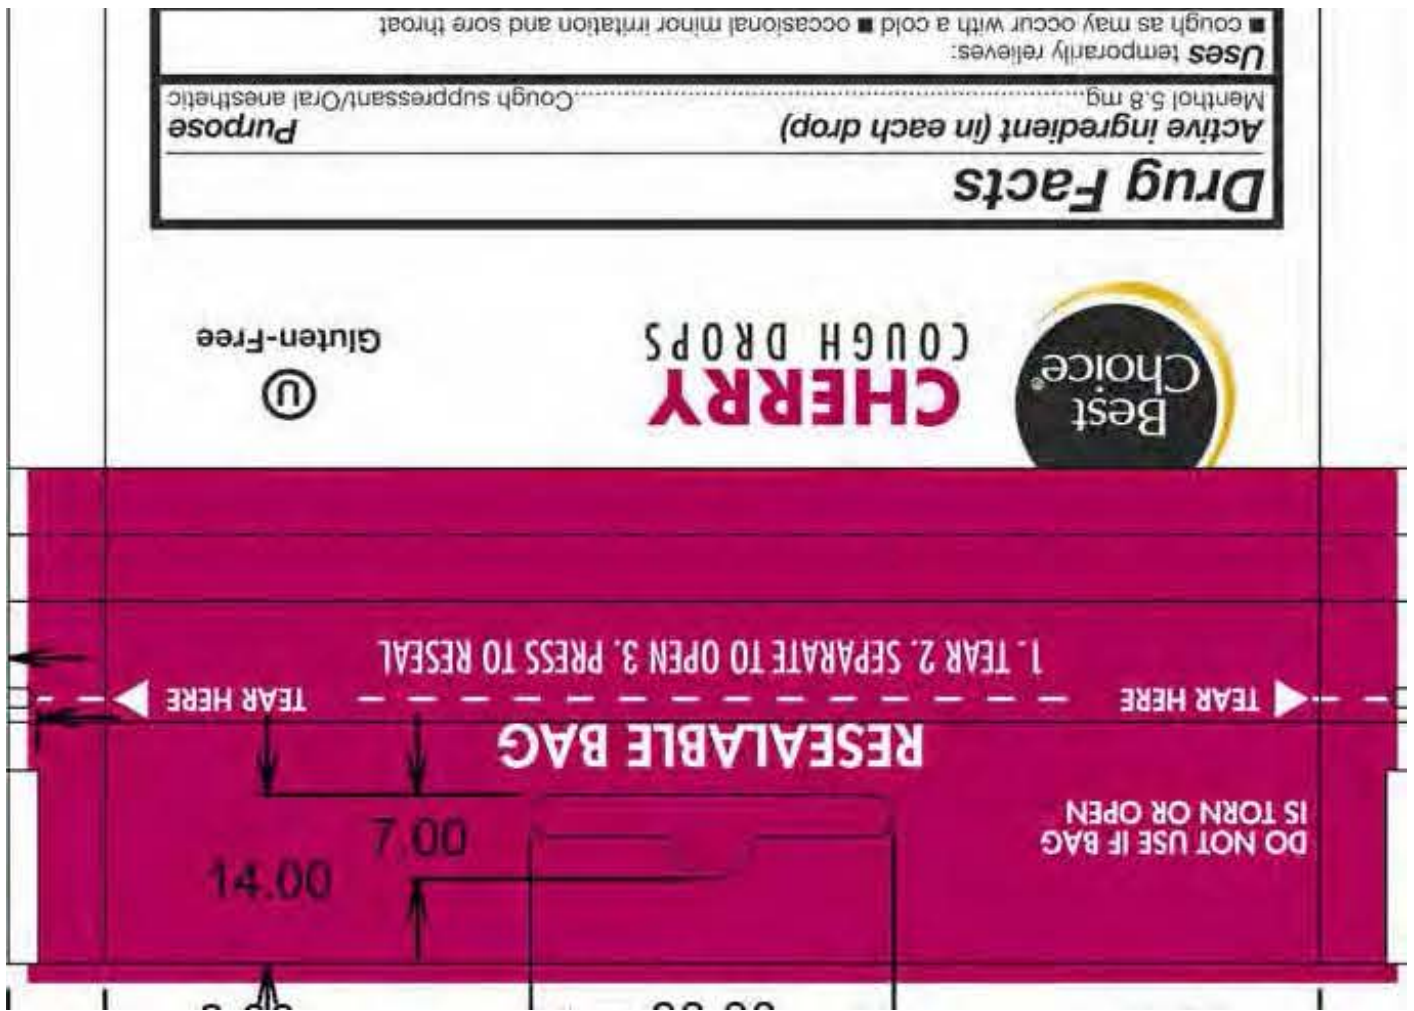 DO NOT USE IF BAG
IS TORN OR OPEN
7.00
14.00
RESEALABLE BAG
TEAR HERE
TEAR HERE
1. TEAR 2. SEPARATE TO OPEN 3. PRESS TO RESEAL
Best
Choice®
CHERRY
COUGH DROPS
U
Gluten-Free
Drug Facts
Active ingredient (in each drop) Purpose
Menthol 5.8 mg..........Cough suppressant/Oral anesthetic
Uses temporarily relieves:
■ cough as may occur with a cold ■ occasional minor irritation and sore throat